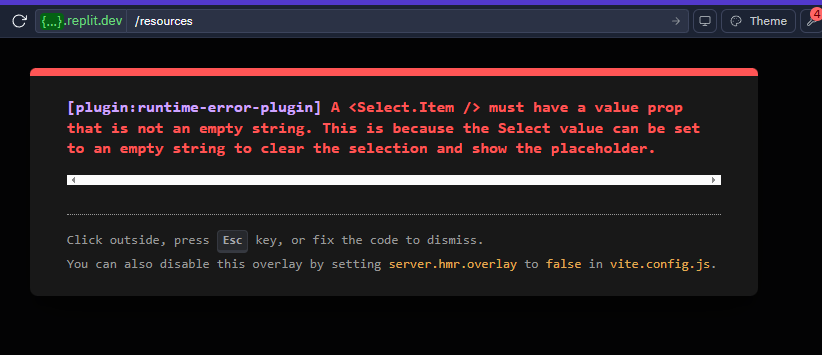 {...}.replit.dev /resources Theme 4
[plugin:runtime-error-plugin] A <Select.Item /> must have a value prop
that is not an empty string. This is because the Select value can be set
to an empty string to clear the selection and show the placeholder.
Click outside, press Esc key, or fix the code to dismiss.
You can also disable this overlay by setting server.hmr.overlay to false in vite.config.js.